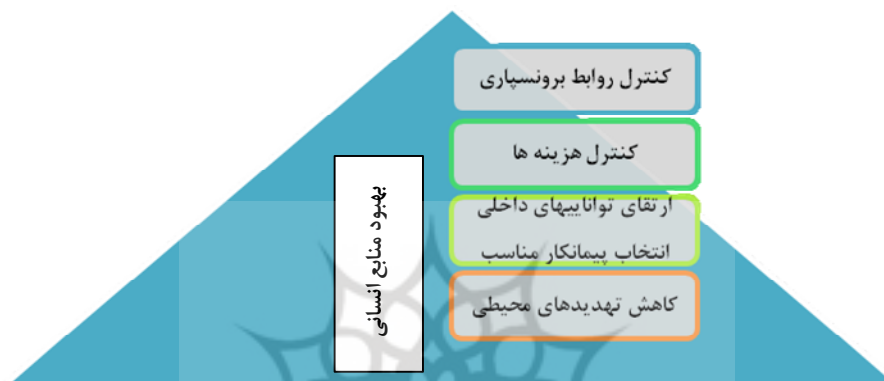 کنترل روابط برونسپاری
کنترل هزینه ها
ارتقای تواناییهای داخلی
انتخاب پیمانکار مناسب
کاهش تهدیدهای محیطی
بهبود منابع انسانی